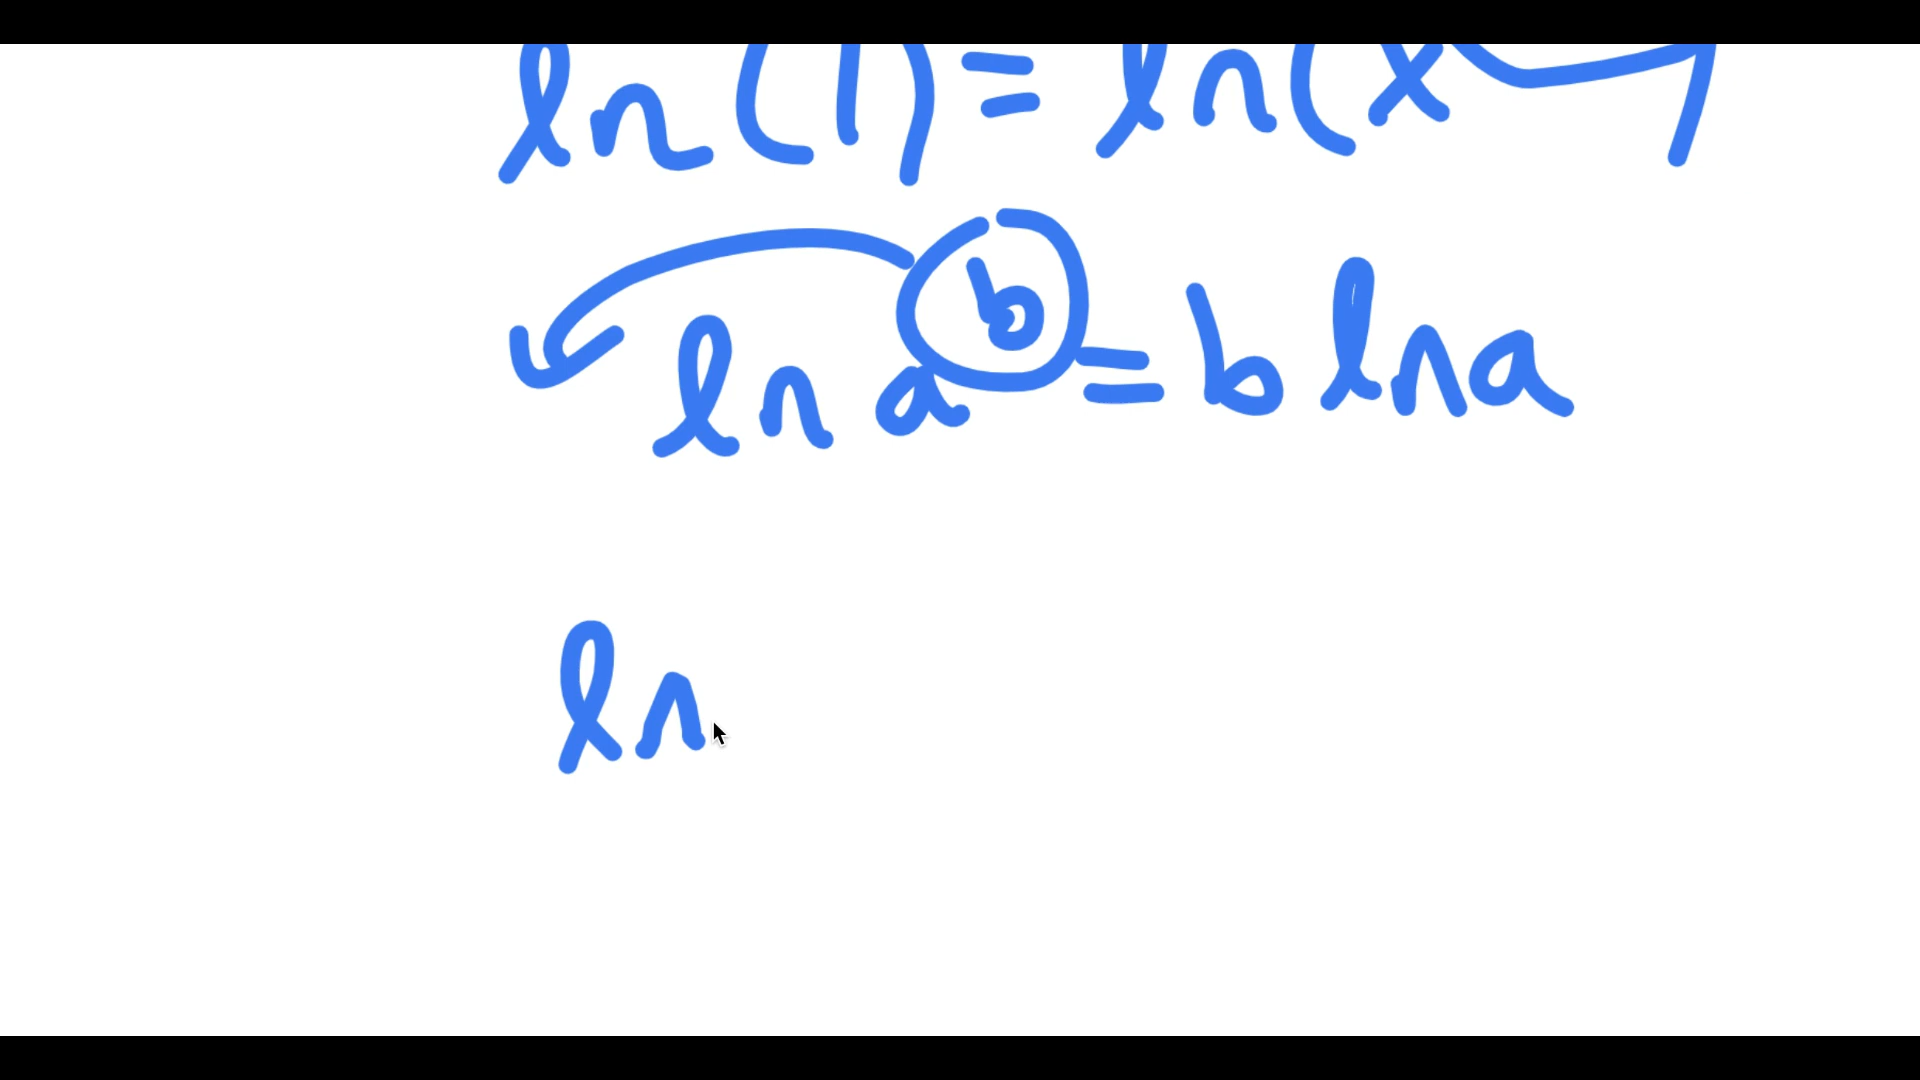 ln(1) = ln(x
ln a^b = b ln a
ln